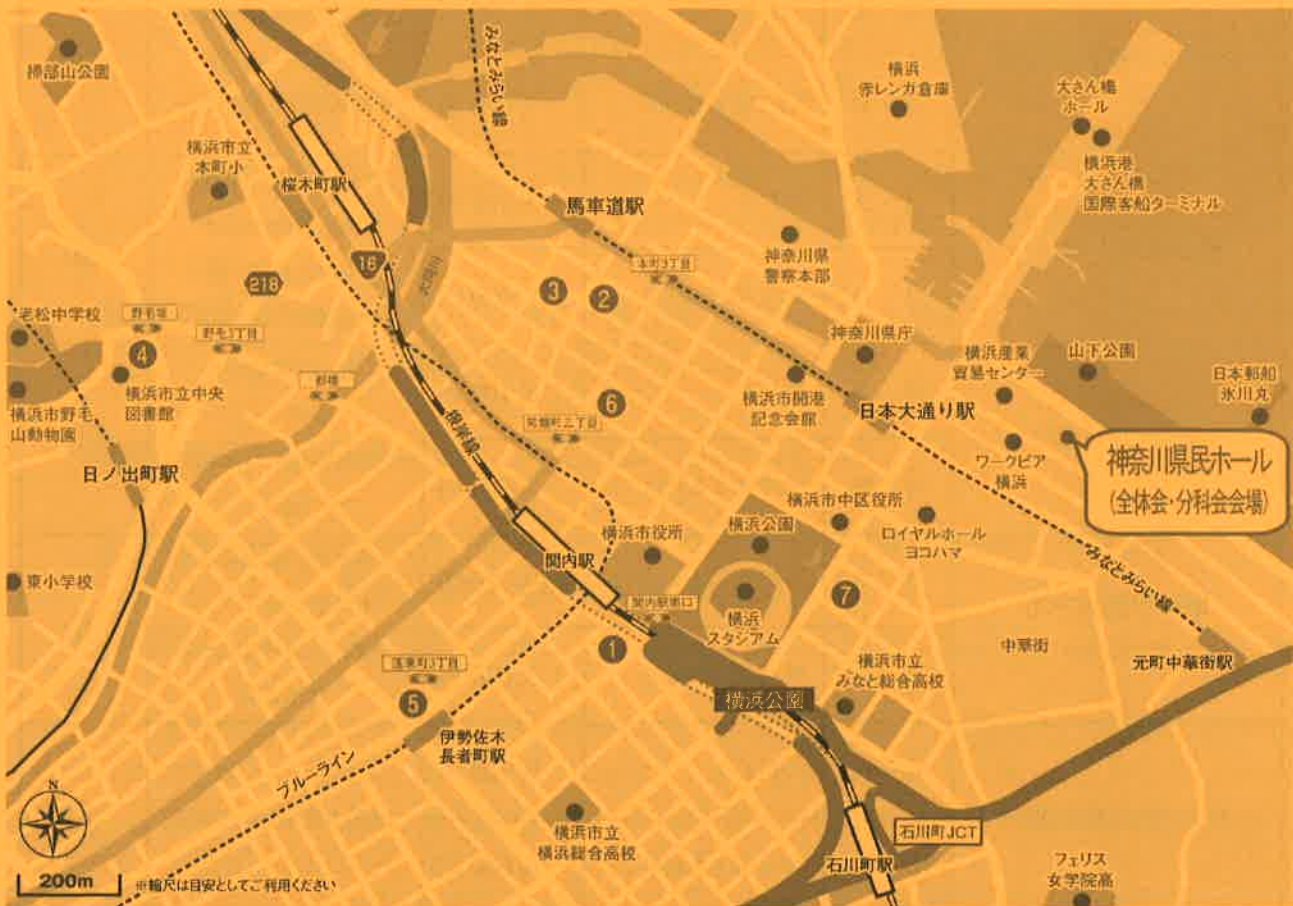 掃部山公園
みなとみらい線
横浜
赤レンガ倉庫
大さん橋
ホール
横浜港
大さん橋
国際客船ターミナル
横浜市立
本町小
桜木町駅
馬車道駅
神奈川県
警察本部
本町3丁目
16
218
③
②
老松中学校
野毛坂
野毛3丁目
④
横浜市立中央
図書館
都橋
横浜市野毛
山動物園
神奈川県庁
横浜産業
貿易センター
山下公園
日本郵船
氷川丸
⑥
横浜市開港
記念会館
日本大通り駅
根岸線
日ノ出町駅
ワークピア
横浜
神奈川県民ホール
(全体会・分科会会場)
横浜市役所
横浜公園
横浜市中区役所
ロイヤルホール
ヨコハマ
関内駅
みなとみらい線
東小学校
関内駅南口
横浜
スタジアム
⑦
①
中華街
元町中華街駅
横浜市立
みなと総合高校
蓬莱町3丁目
⑤
横浜公園
伊勢佐木
長者町駅
ブルーライン
横浜市立
横浜総合高校
石川町JCT
石川町駅
フェリス
女学院高
N
200m
※縮尺は目安としてご利用ください